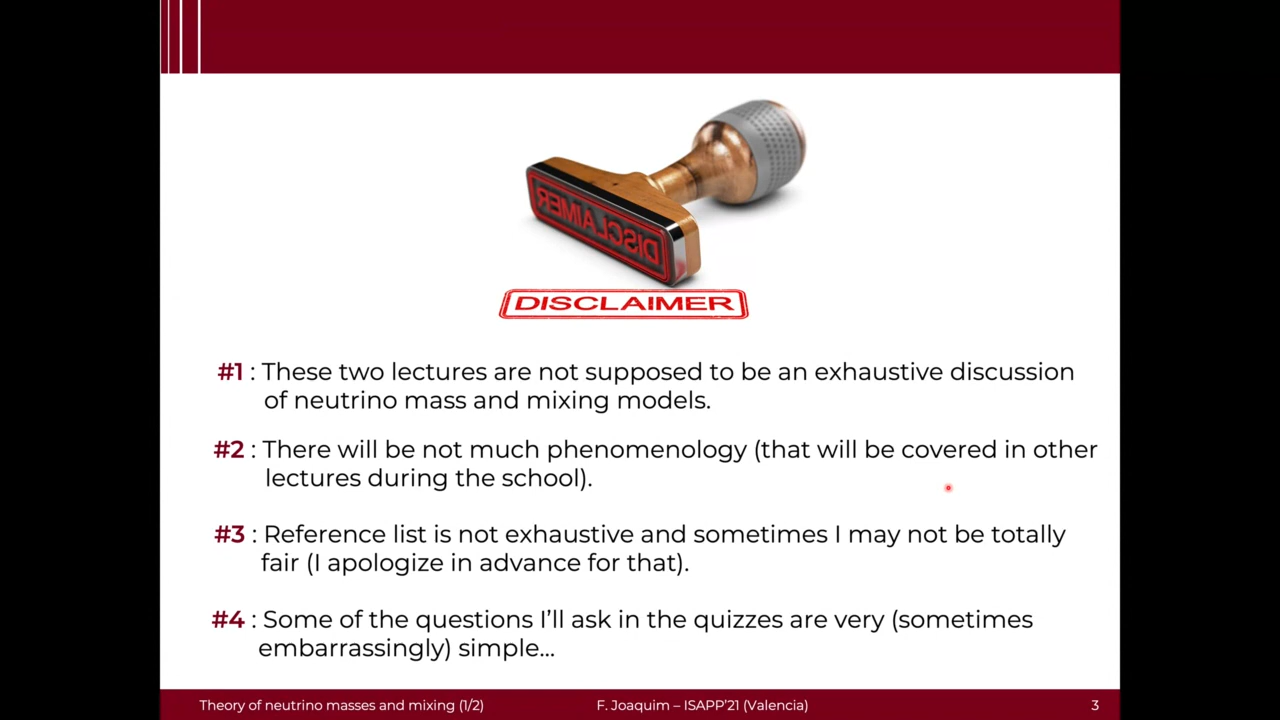 DISCLAIMER
DISCLAIMER
#1 : These two lectures are not supposed to be an exhaustive discussion
of neutrino mass and mixing models.
#2 : There will be not much phenomenology (that will be covered in other
lectures during the school).
#3 : Reference list is not exhaustive and sometimes I may not be totally
fair (I apologize in advance for that).
#4 : Some of the questions I’ll ask in the quizzes are very (sometimes
embarrassingly) simple...
Theory of neutrino masses and mixing (1/2) F. Joaquim – ISAPP’21 (Valencia) 3